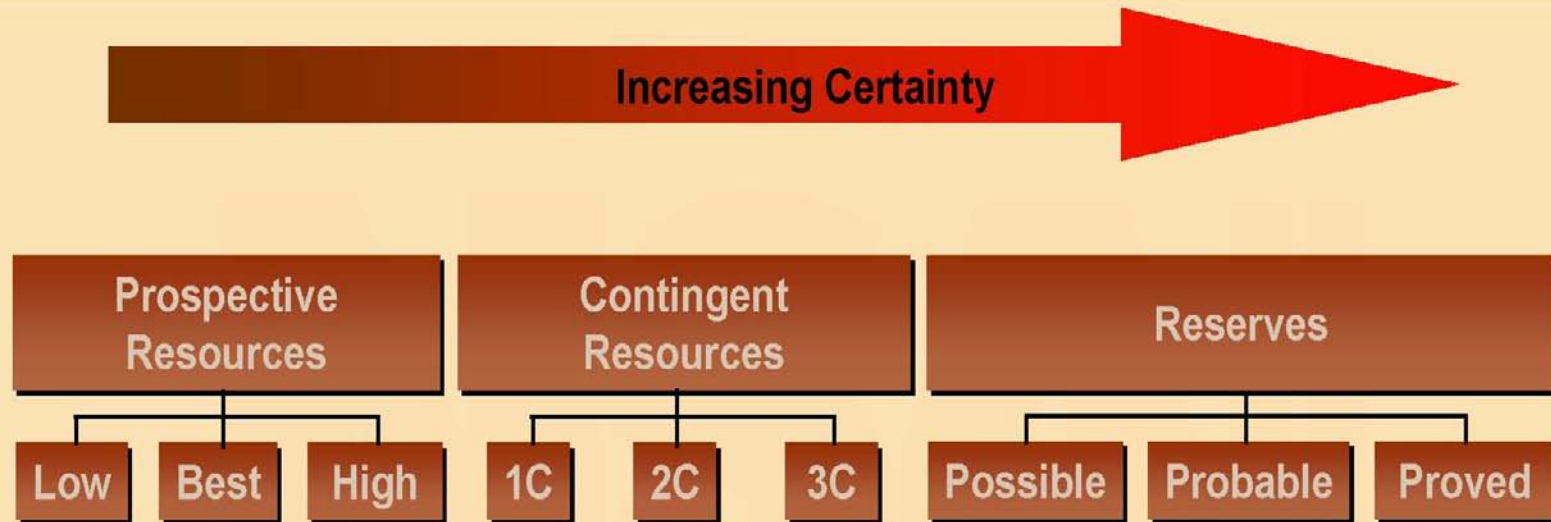 Increasing Certainty
Prospective
Resources
Contingent
Resources
Reserves
Low Best High 1C 2C 3C Possible Probable Proved